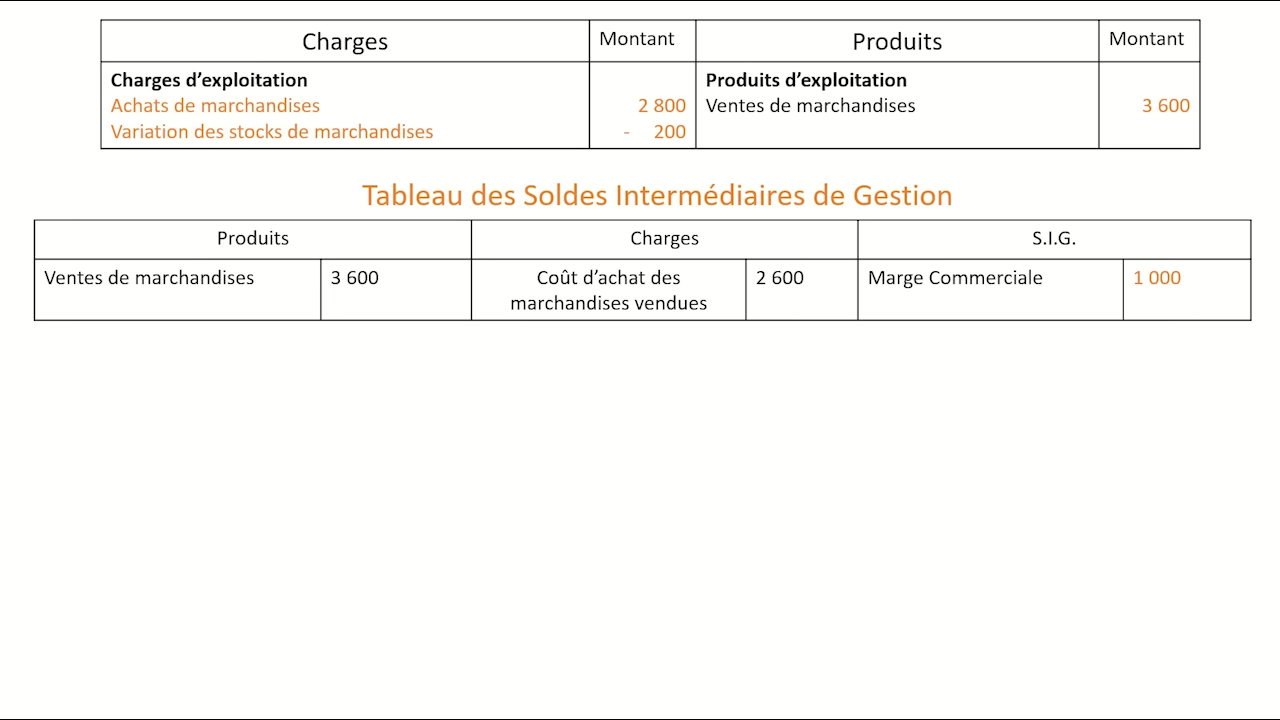 Charges Montant Produits Montant
Charges d’exploitation Produits d’exploitation
Achats de marchandises 2 800 Ventes de marchandises 3 600
Variation des stocks de marchandises - 200
Tableau des Soldes Intermédiaires de Gestion
Produits Charges S.I.G.
Ventes de marchandises 3 600 Coût d’achat des 2 600 Marge Commerciale 1 000
marchandises vendues